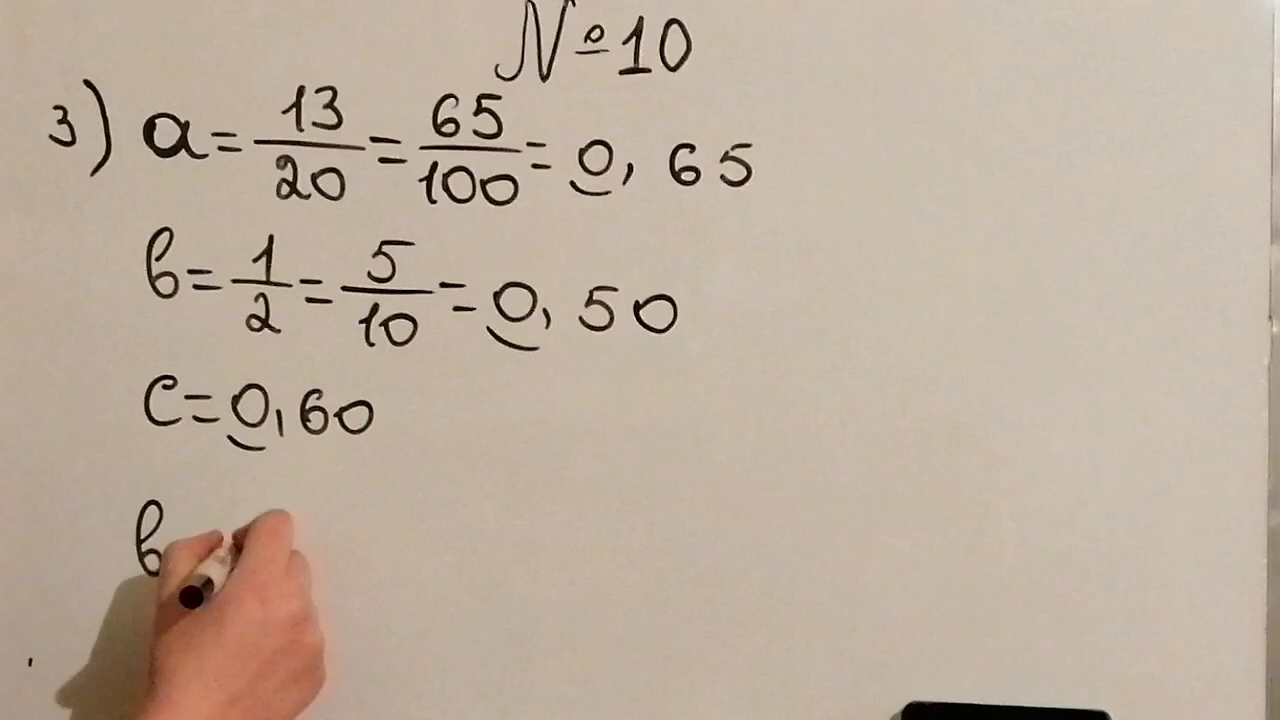 №10
3) a = 13/20 = 65/100 = 0, 65
b = 1/2 = 5/10 = 0, 50
c = 0,60
b